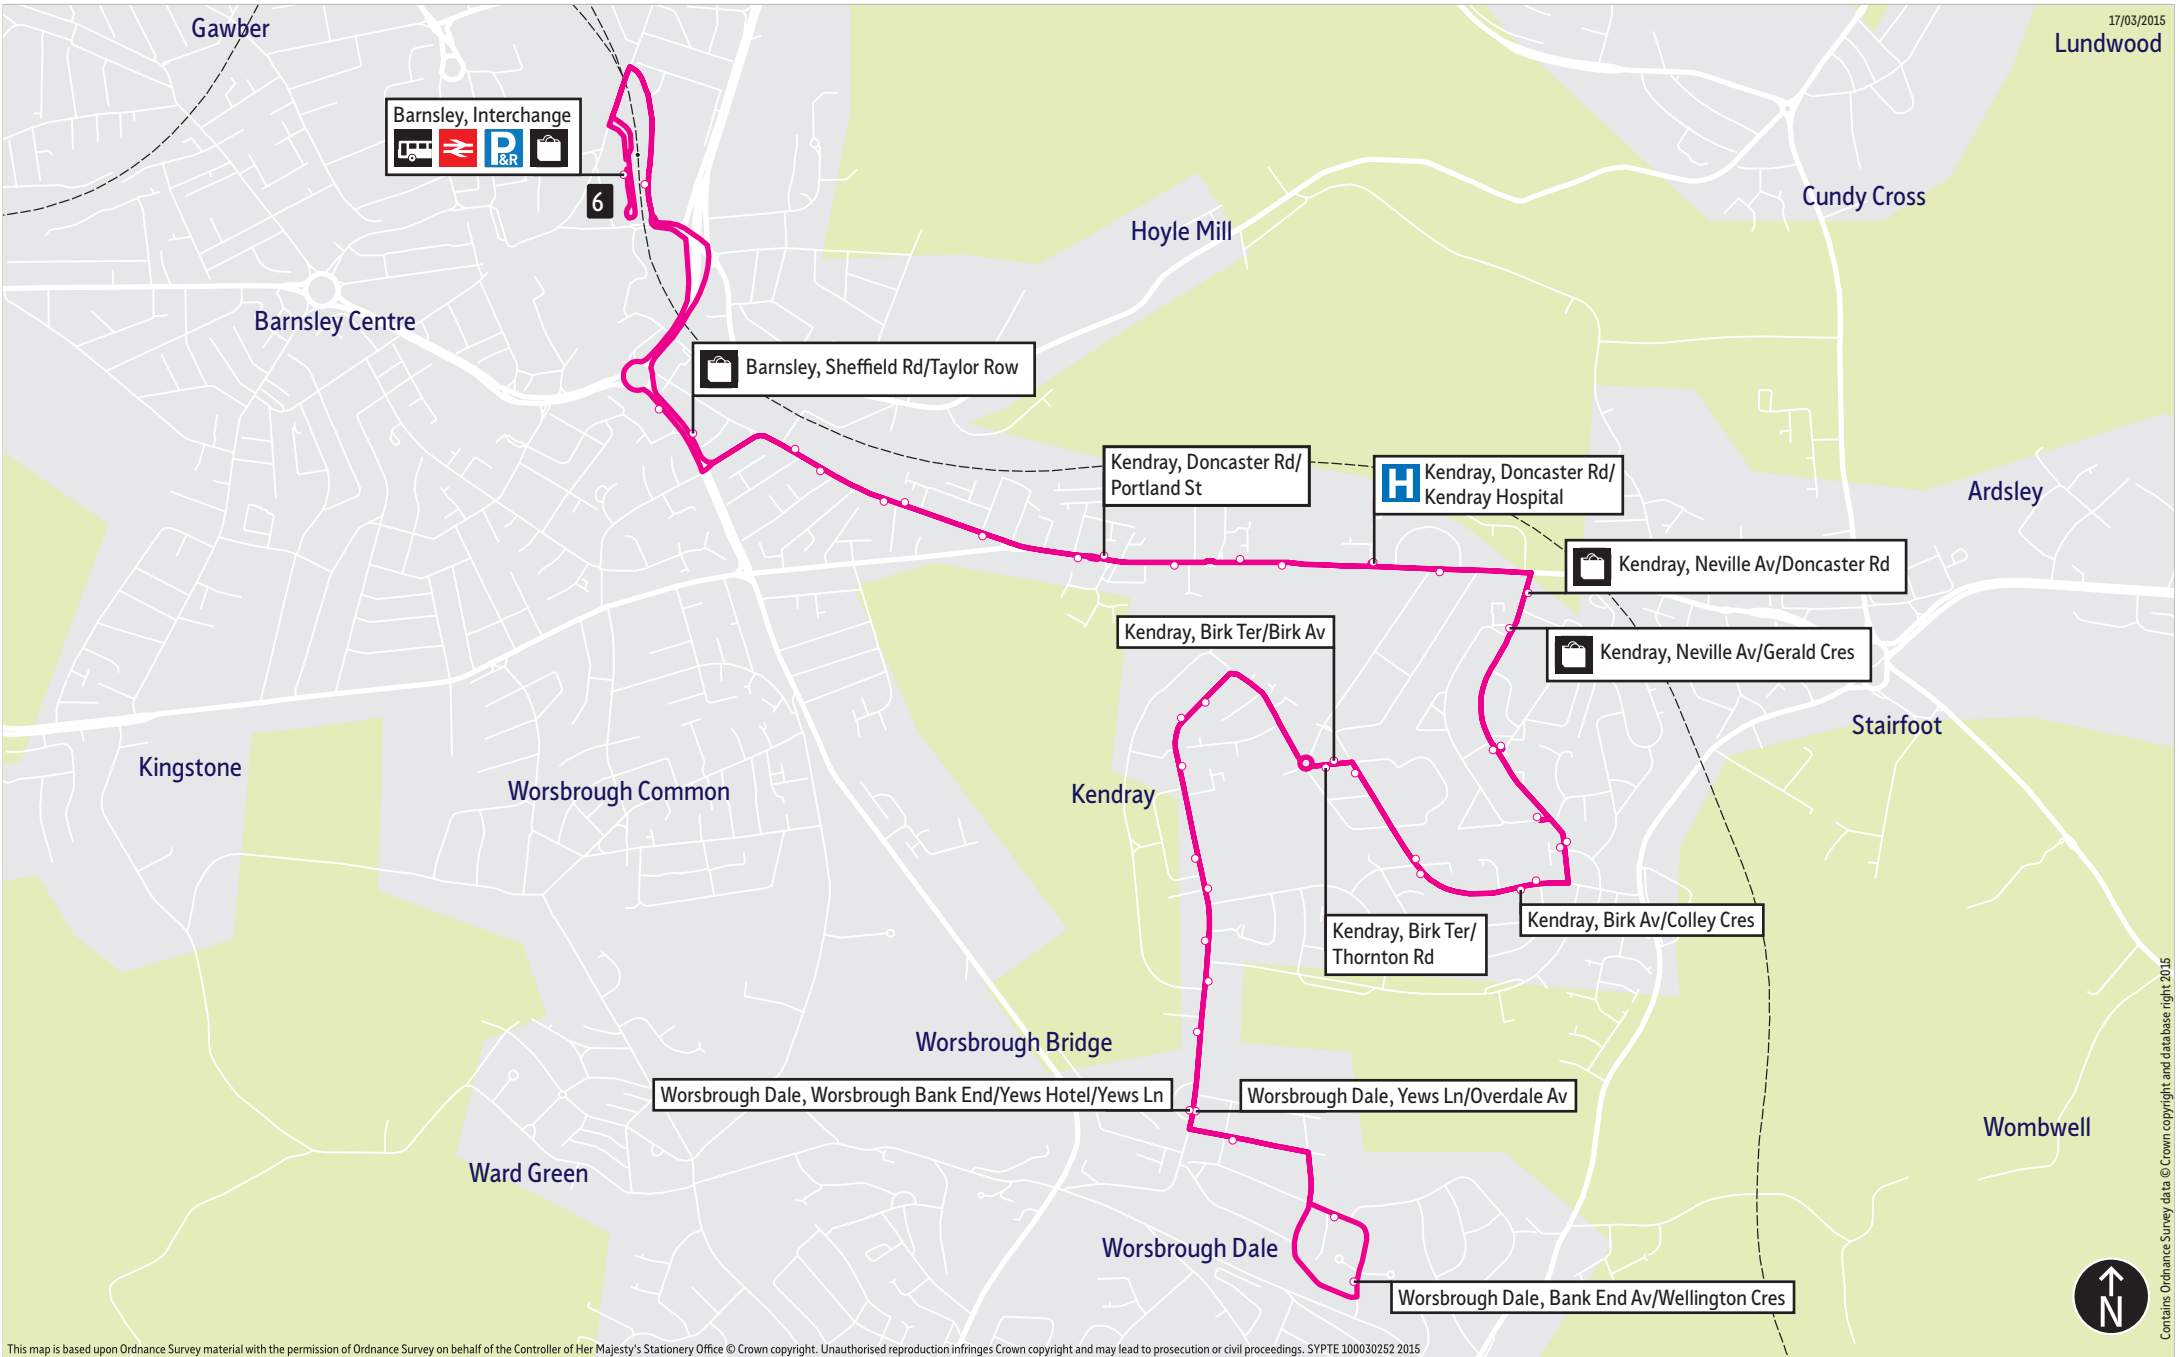 17/03/2015
Gawber
Lundwood
Barnsley, Interchange
P
&R
6
Cundy Cross
Hoyle Mill
Barnsley Centre
Barnsley, Sheffield Rd/Taylor Row
Kendray, Doncaster Rd/
Portland St
H
Kendray, Doncaster Rd/
Kendray Hospital
Ardsley
Kendray, Neville Av/Doncaster Rd
Kendray, Birk Ter/Birk Av
Kendray, Neville Av/Gerald Cres
Stairfoot
Kingstone
Worsbrough Common
Kendray
Kendray, Birk Av/Colley Cres
Kendray, Birk Ter/
Thornton Rd
Worsbrough Bridge
Worsbrough Dale, Worsbrough Bank End/Yews Hotel/Yews Ln
Worsbrough Dale, Yews Ln/Overdale Av
Wombwell
Ward Green
Worsbrough Dale
Worsbrough Dale, Bank End Av/Wellington Cres
N
Contains Ordnance Survey data © Crown copyright and database right 2015
This map is based upon Ordnance Survey material with the permission of Ordnance Survey on behalf of the Controller of Her Majesty's Stationery Office © Crown copyright. Unauthorised reproduction infringes Crown copyright and may lead to prosecution or civil proceedings. SYPTE 100030252 2015